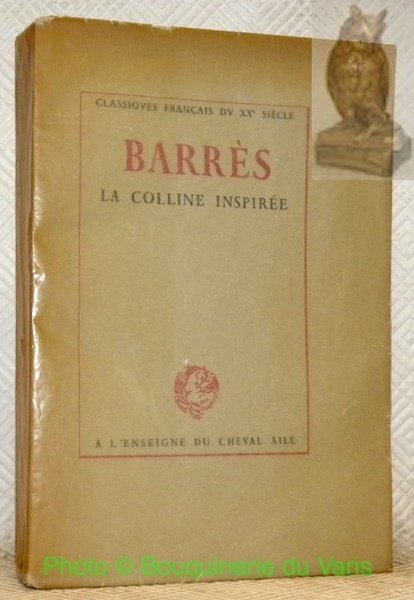 CLASSIQVES FRANÇAIS DV XXᵉ SIÈCLE
BARRÈS
LA COLLINE INSPIRÉE
À L'ENSEIGNE DU CHEVAL AILÉ
Photo © Bouquinerie du Varis